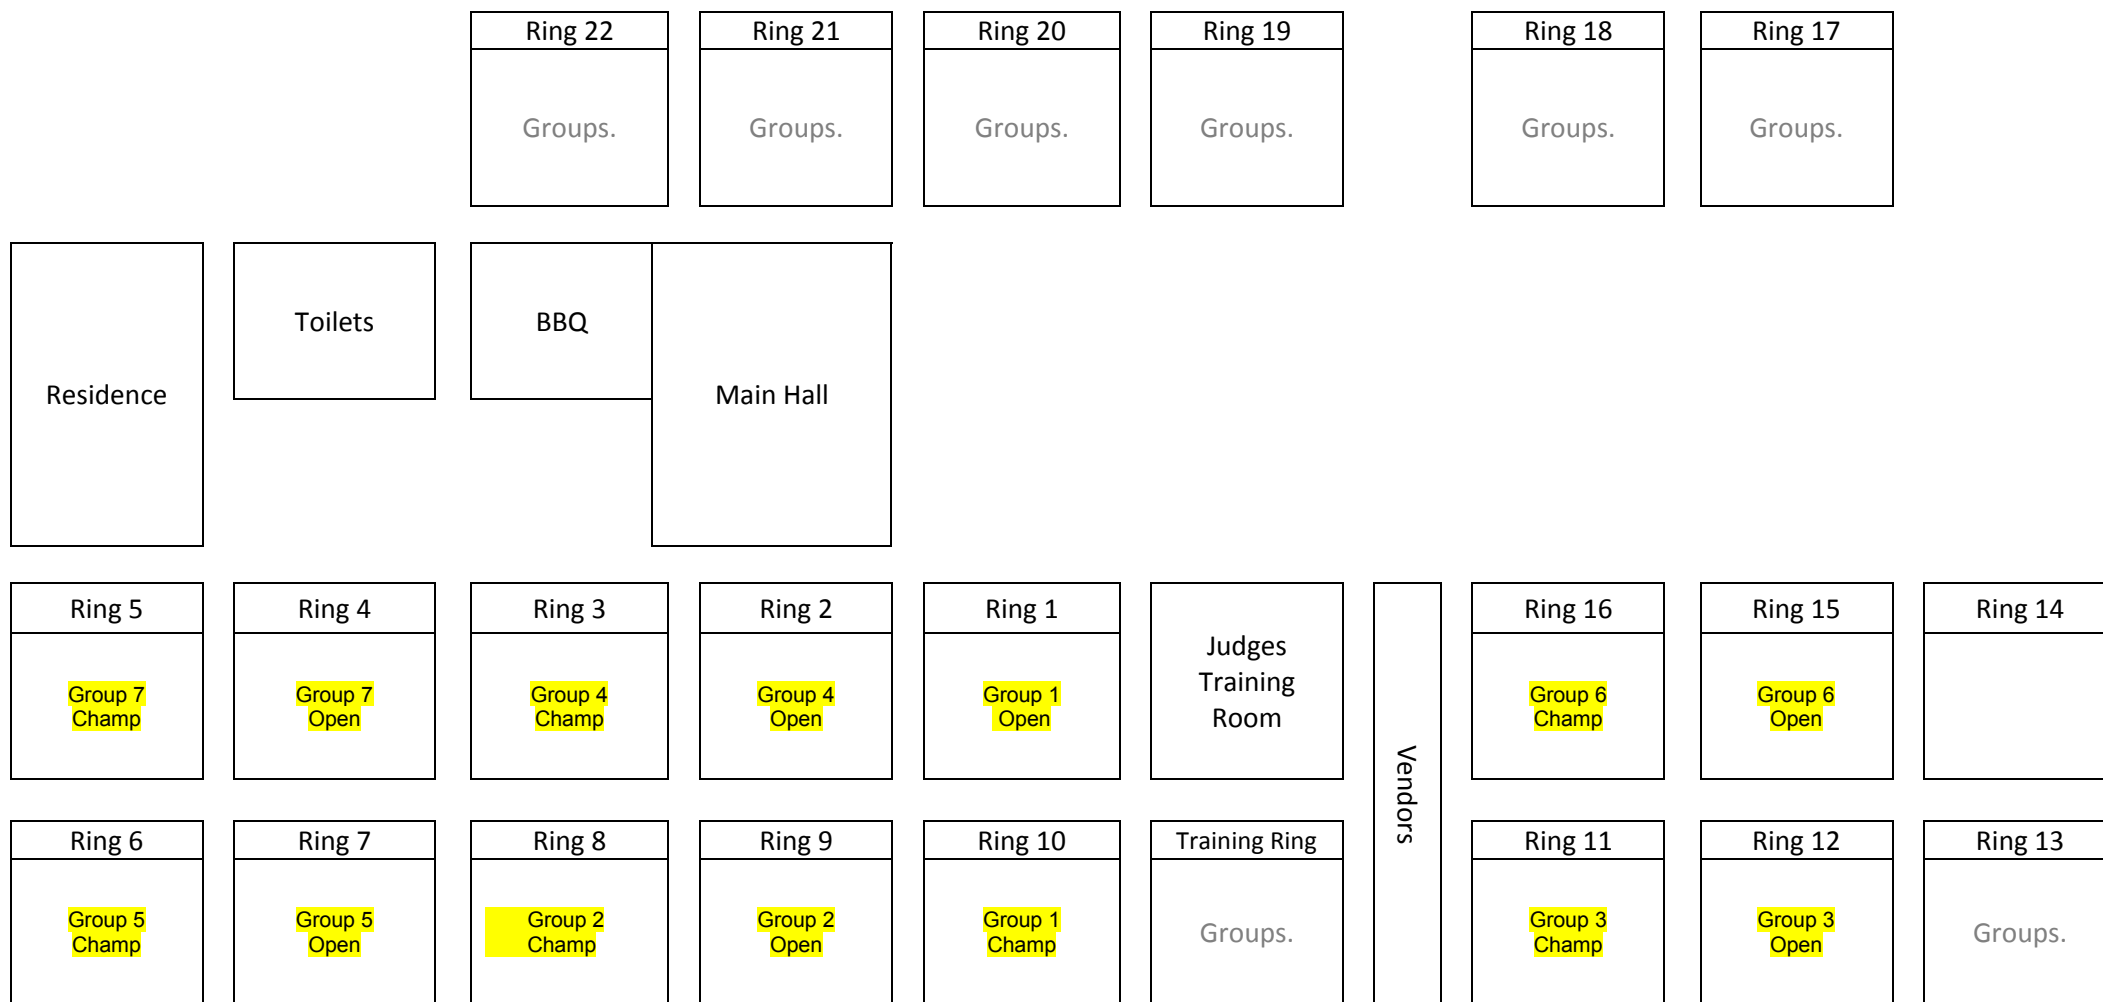 Ring 22
Ring 21
Ring 20
Ring 19
Ring 18
Ring 17
Groups.
Groups.
Groups.
Groups.
Groups.
Groups.
Residence
Toilets
BBQ
Main Hall
Ring 5
Ring 4
Ring 3
Ring 2
Ring 1
Judges
Training
Room
Vendors
Ring 16
Ring 15
Ring 14
Group 7
Champ
Group 7
Open
Group 4
Champ
Group 4
Open
Group 1
Open
Group 6
Champ
Group 6
Open
Ring 6
Ring 7
Ring 8
Ring 9
Ring 10
Training Ring
Ring 11
Ring 12
Ring 13
Group 5
Champ
Group 5
Open
Group 2
Champ
Group 2
Open
Group 1
Champ
Groups.
Group 3
Champ
Group 3
Open
Groups.